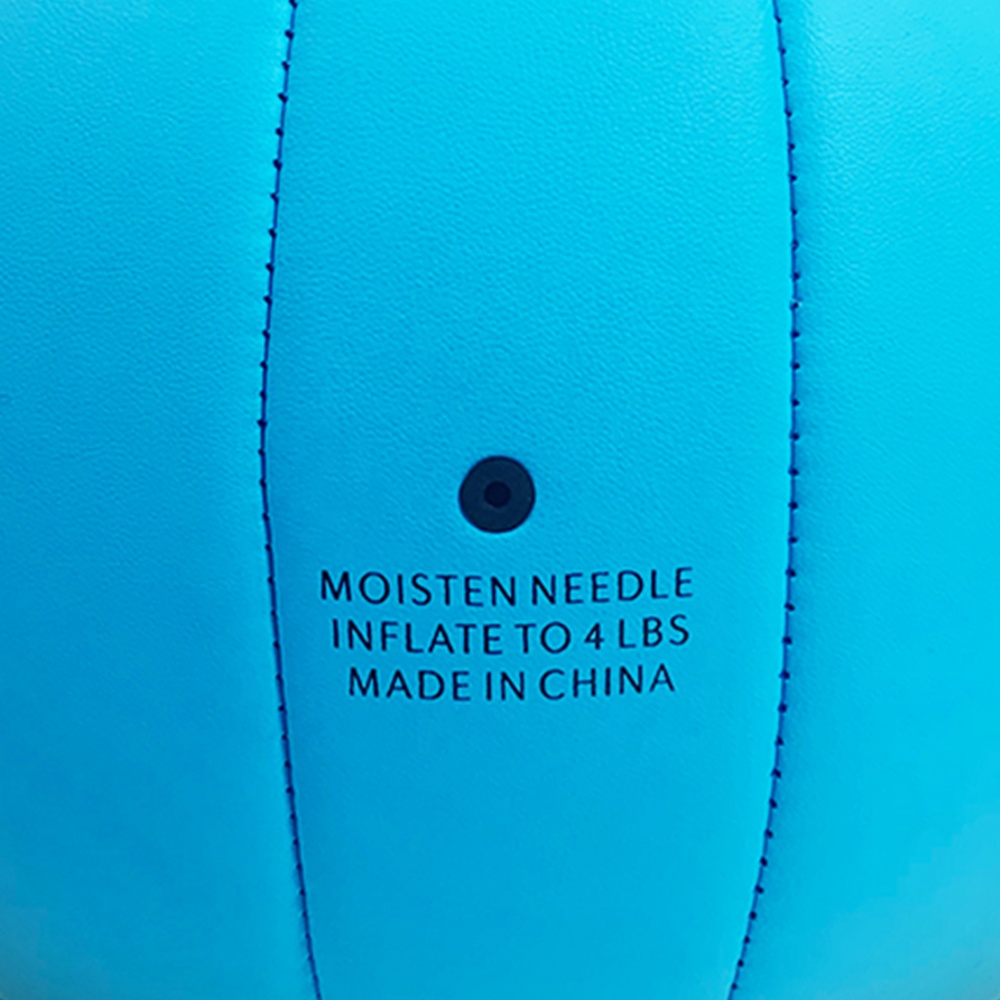 MOISTEN NEEDLE
INFLATE TO 4 LBS
MADE IN CHINA